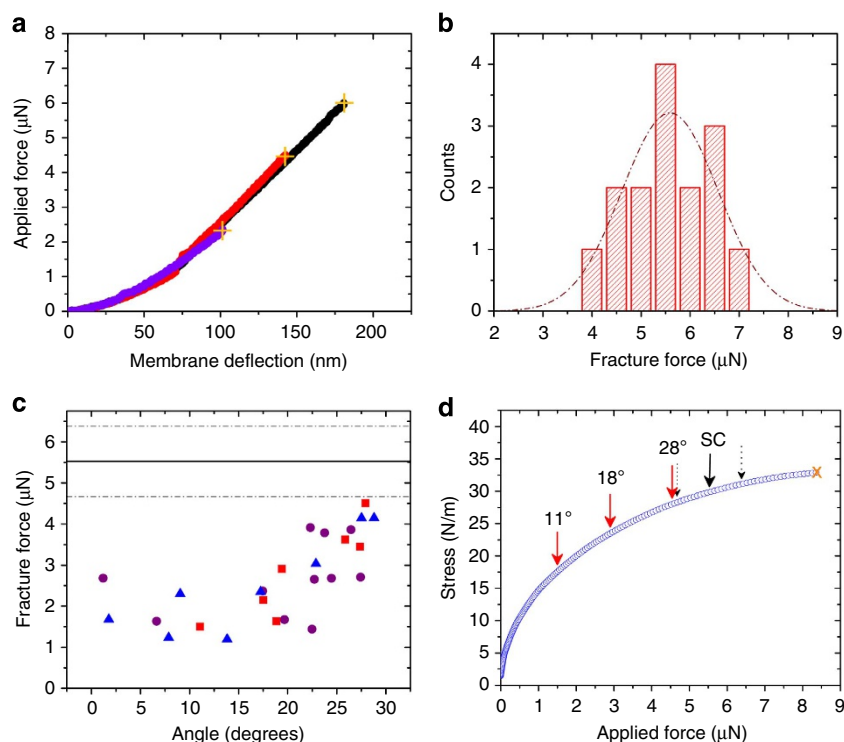 a
8
7
6
5
4
3
2
1
0
Applied force (μN)
0 50 100 150 200
Membrane deflection (nm)
b
4
3
2
1
0
Counts
2 3 4 5 6 7 8 9
Fracture force (μN)
c
6
5
4
3
2
1
0
Fracture force (μN)
0 5 10 15 20 25 30
Angle (degrees)
d
40
35
30
25
20
15
10
5
0
Stress (N/m)
11°
18°
28°
SC
0 1 2 3 4 5 6 7 8 9
Applied force (μN)